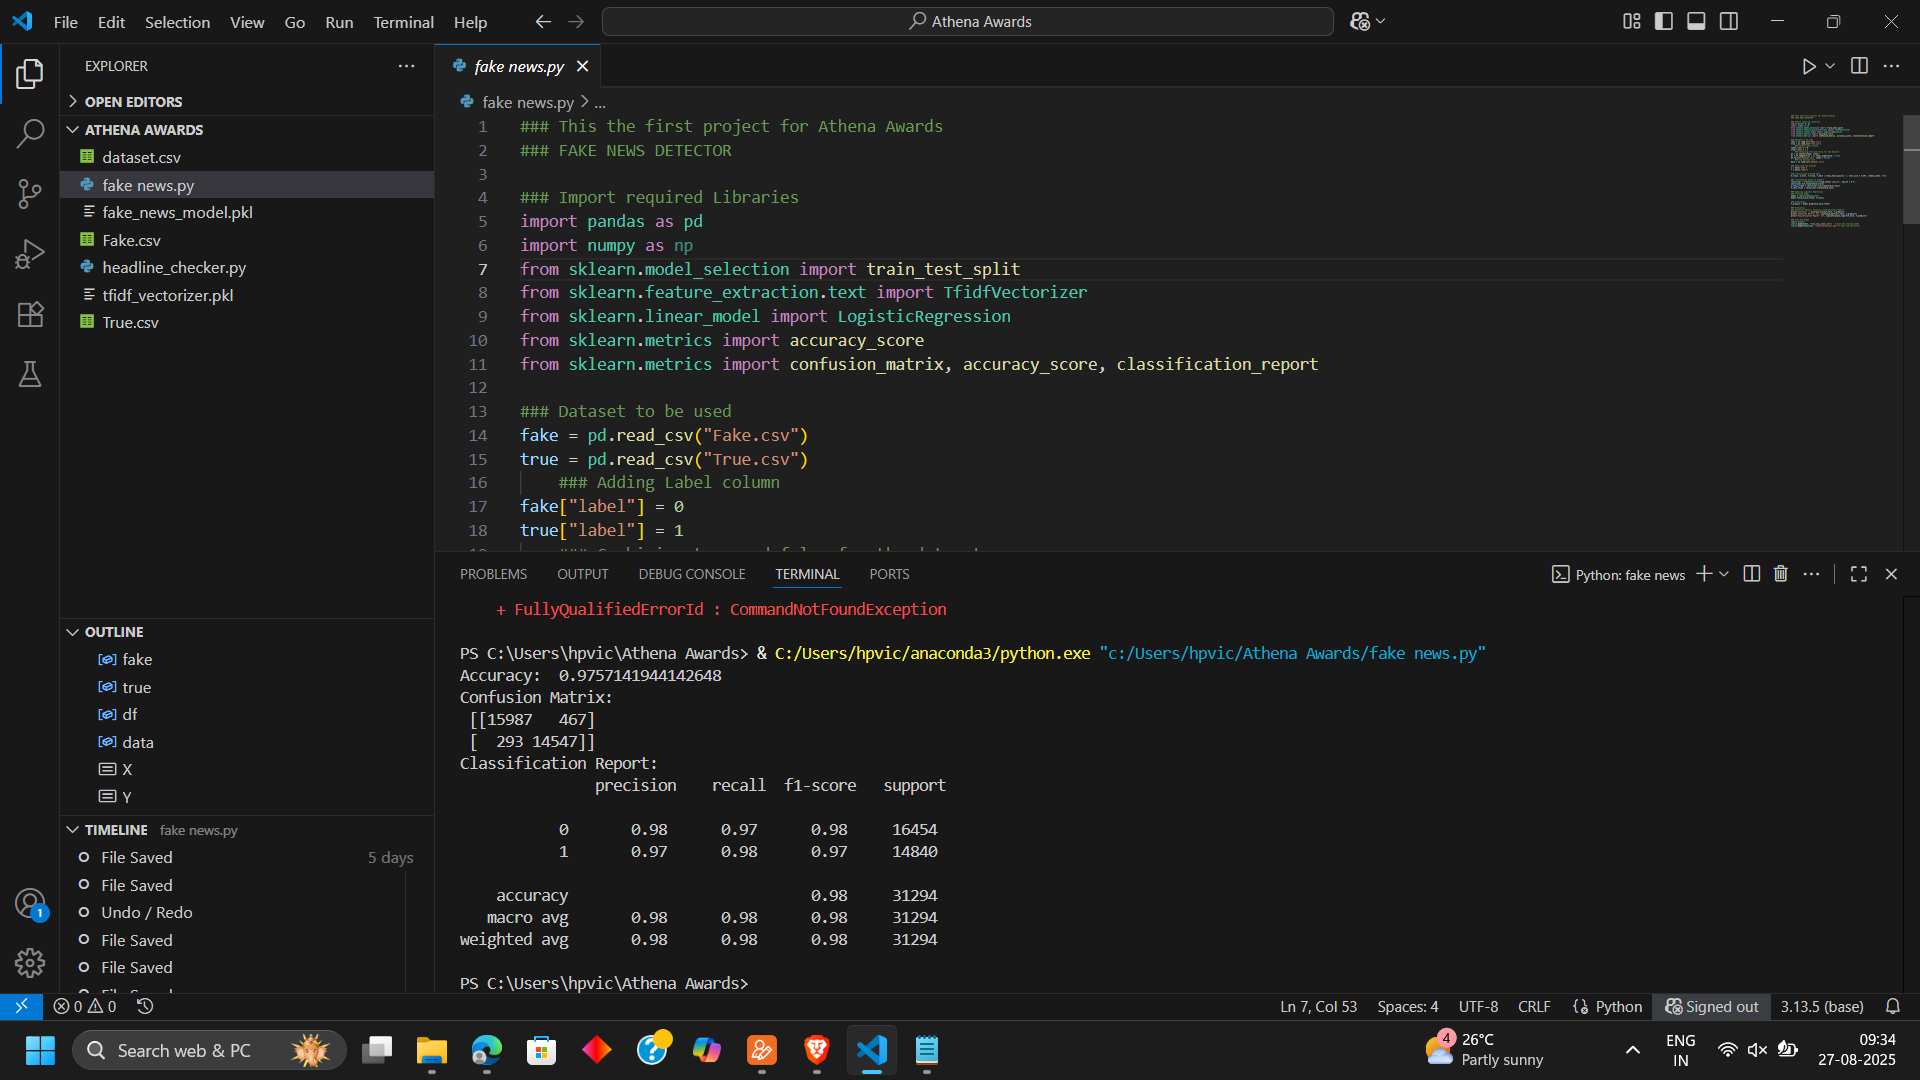 File Edit Selection View Go Run Terminal Help
Athena Awards
EXPLORER
OPEN EDITORS
ATHENA AWARDS
dataset.csv
fake news.py
fake_news_model.pkl
Fake.csv
headline_checker.py
tfidf_vectorizer.pkl
True.csv
OUTLINE
fake
true
df
data
X
Y
TIMELINE fake news.py
File Saved 5 days
File Saved
Undo / Redo
File Saved
File Saved
1
fake news.py
fake news.py > ...
1 ### This the first project for Athena Awards
2 ### FAKE NEWS DETECTOR
3
4 ### Import required Libraries
5 import pandas as pd
6 import numpy as np
7 from sklearn.model_selection import train_test_split
8 from sklearn.feature_extraction.text import TfidfVectorizer
9 from sklearn.linear_model import LogisticRegression
10 from sklearn.metrics import accuracy_score
11 from sklearn.metrics import confusion_matrix, accuracy_score, classification_report
12
13 ### Dataset to be used
14 fake = pd.read_csv("Fake.csv")
15 true = pd.read_csv("True.csv")
16 ### Adding Label column
17 fake["label"] = 0
18 true["label"] = 1
PROBLEMS OUTPUT DEBUG CONSOLE TERMINAL PORTS
Python: fake news
+ FullyQualifiedErrorId : CommandNotFoundException
PS C:\Users\hpvic\Athena Awards> & C:/Users/hpvic/anaconda3/python.exe "c:/Users/hpvic/Athena Awards/fake news.py"
Accuracy: 0.9757141944142648
Confusion Matrix:
[[15987 467]
[ 293 14547]]
Classification Report:
precision recall f1-score support
0 0.98 0.97 0.98 16454
1 0.97 0.98 0.97 14840
accuracy 0.98 31294
macro avg 0.98 0.98 0.98 31294
weighted avg 0.98 0.98 0.98 31294
PS C:\Users\hpvic\Athena Awards>
0 0
Ln 7, Col 53 Spaces: 4 UTF-8 CRLF {} Python Signed out 3.13.5 (base)
Search web & PC
4
26°C
Partly sunny
ENG
IN
09:34
27-08-2025